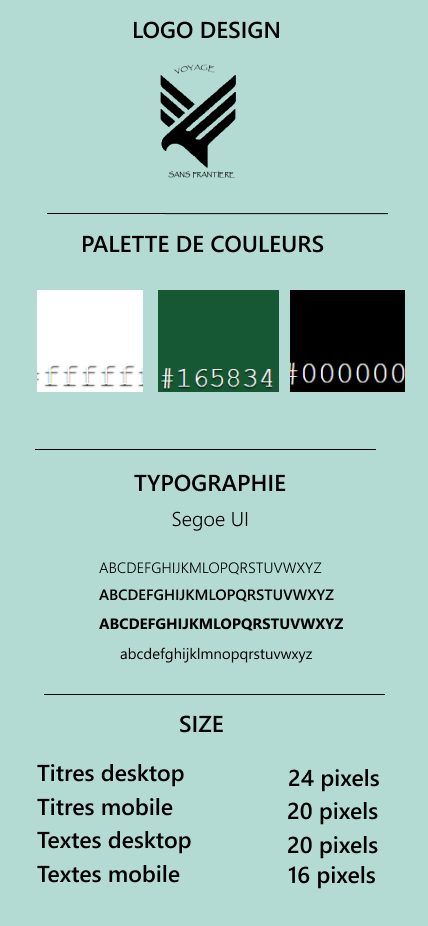 LOGO DESIGN
VOYAGE
SANS FRANTIERE
PALETTE DE COULEURS
#ffffff
#165834
#000000
TYPOGRAPHIE
Segoe UI
ABCDEFGHIJKMLOPQRSTUVWXYZ
ABCDEFGHIJKMLOPQRSTUVWXYZ
ABCDEFGHIJKMLOPQRSTUVWXYZ
abcdefghijklmnopqrstuvwxyz
SIZE
Titres desktop 24 pixels
Titres mobile 20 pixels
Textes desktop 20 pixels
Textes mobile 16 pixels